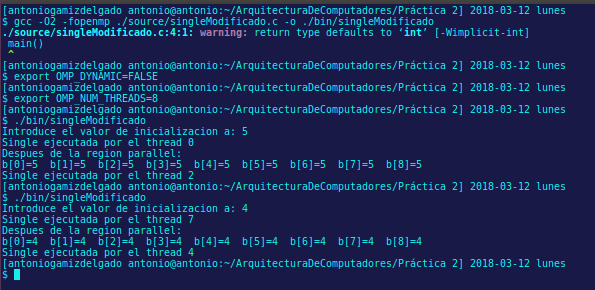 [antoniogamizdelgado antonio@antonio:~/ArquitecturaDeComputadores/Práctica 2] 2018-03-12 lunes
$ gcc -O2 -fopenmp ./source/singleModificado.c -o ./bin/singleModificado
./source/singleModificado.c:4:1: warning: return type defaults to ‘int’ [-Wimplicit-int]
main()
^
[antoniogamizdelgado antonio@antonio:~/ArquitecturaDeComputadores/Práctica 2] 2018-03-12 lunes
$ export OMP_DYNAMIC=FALSE
[antoniogamizdelgado antonio@antonio:~/ArquitecturaDeComputadores/Práctica 2] 2018-03-12 lunes
$ export OMP_NUM_THREADS=8
[antoniogamizdelgado antonio@antonio:~/ArquitecturaDeComputadores/Práctica 2] 2018-03-12 lunes
$ ./bin/singleModificado
Introduce el valor de inicializacion a: 5
Single ejecutada por el thread 0
Despues de la region parallel:
b[0]=5 b[1]=5 b[2]=5 b[3]=5 b[4]=5 b[5]=5 b[6]=5 b[7]=5 b[8]=5
Single ejecutada por el thread 2
[antoniogamizdelgado antonio@antonio:~/ArquitecturaDeComputadores/Práctica 2] 2018-03-12 lunes
$ ./bin/singleModificado
Introduce el valor de inicializacion a: 4
Single ejecutada por el thread 7
Despues de la region parallel:
b[0]=4 b[1]=4 b[2]=4 b[3]=4 b[4]=4 b[5]=4 b[6]=4 b[7]=4 b[8]=4
Single ejecutada por el thread 4
[antoniogamizdelgado antonio@antonio:~/ArquitecturaDeComputadores/Práctica 2] 2018-03-12 lunes
$